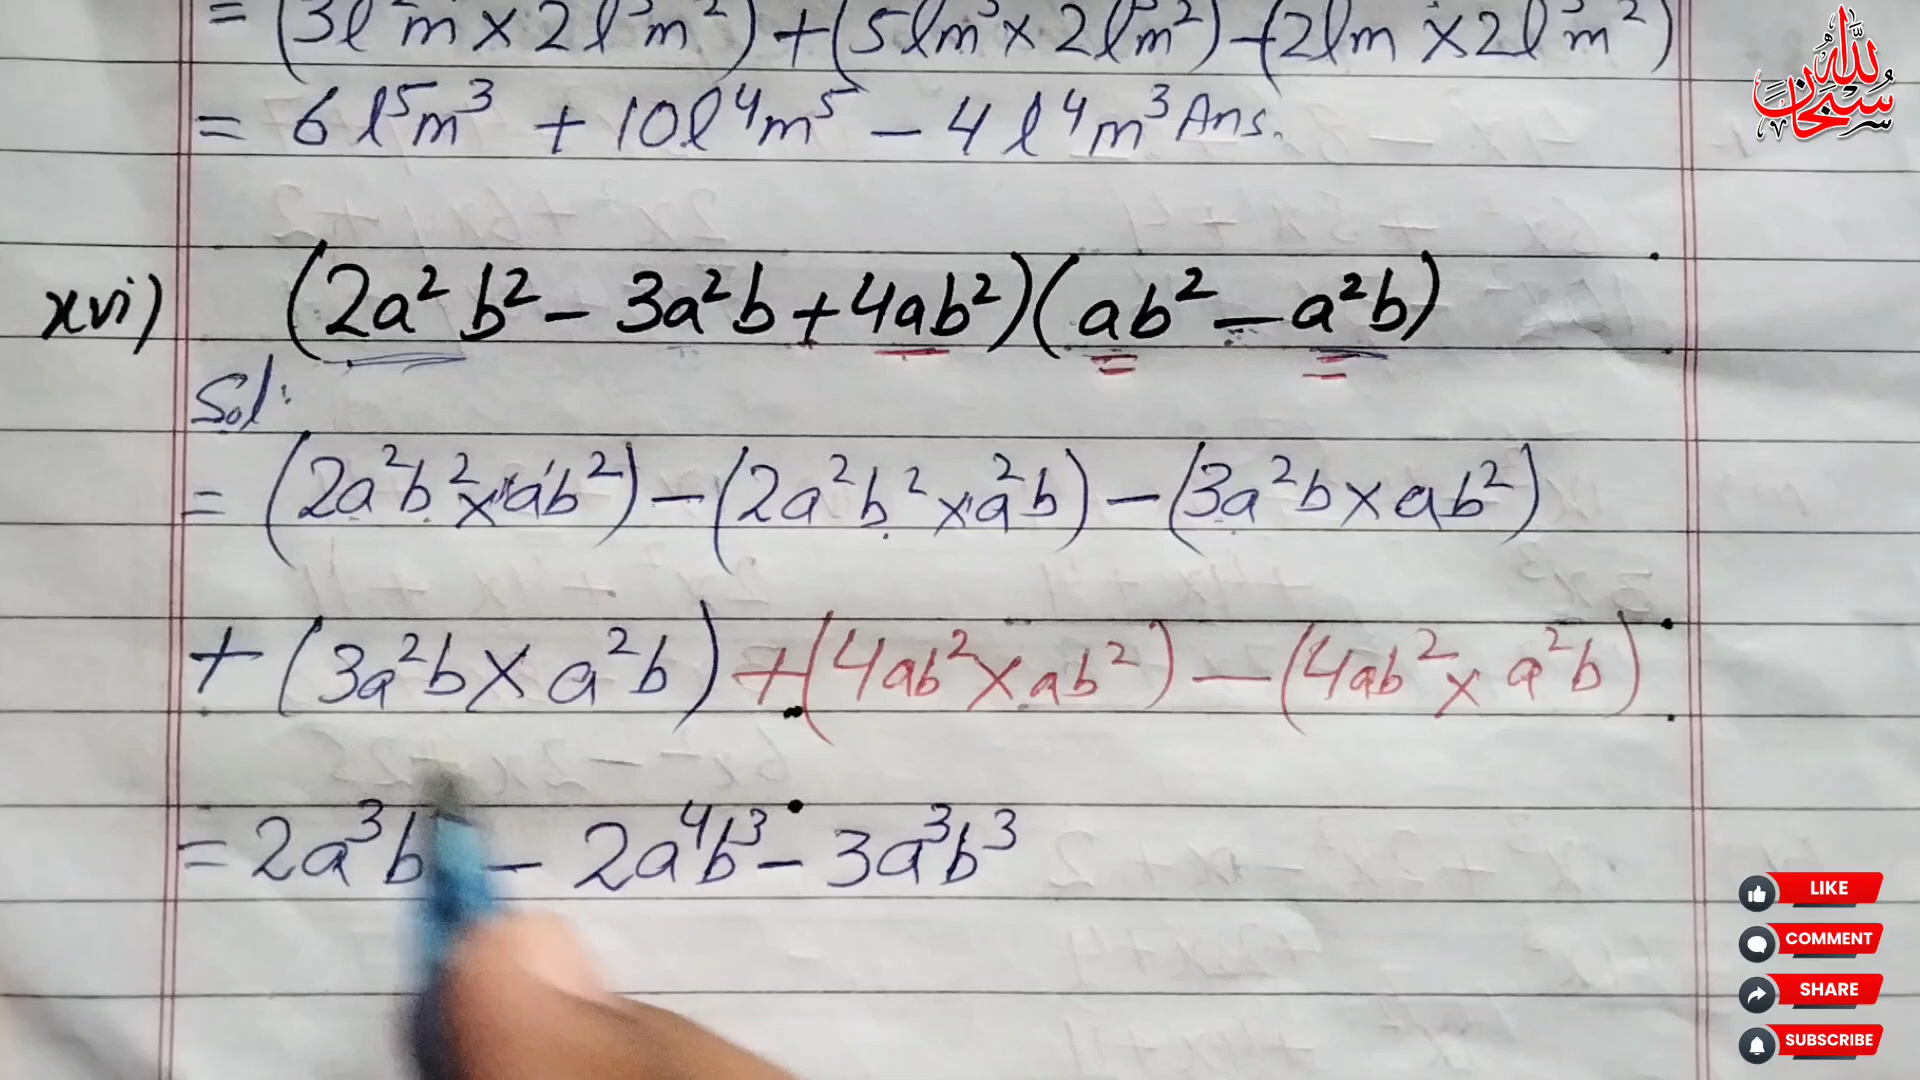 = (3l²m × 2l³m²) + (5lm³ × 2l³m²) - (2lm × 2l³m²)
= 6l⁵m³ + 10l⁴m⁵ - 4l⁴m³ Ans.
xvi) (2a²b² - 3a²b + 4ab²)(ab² - a²b)
Sol:
= (2a²b² × ab²) - (2a²b² × a²b) - (3a²b × ab²)
+ (3a²b × a²b) + (4ab² × ab²) - (4ab² × a²b)
= 2a³b - 2a⁴b³ - 3a³b³
سبحان الله
LIKE
COMMENT
SHARE
SUBSCRIBE